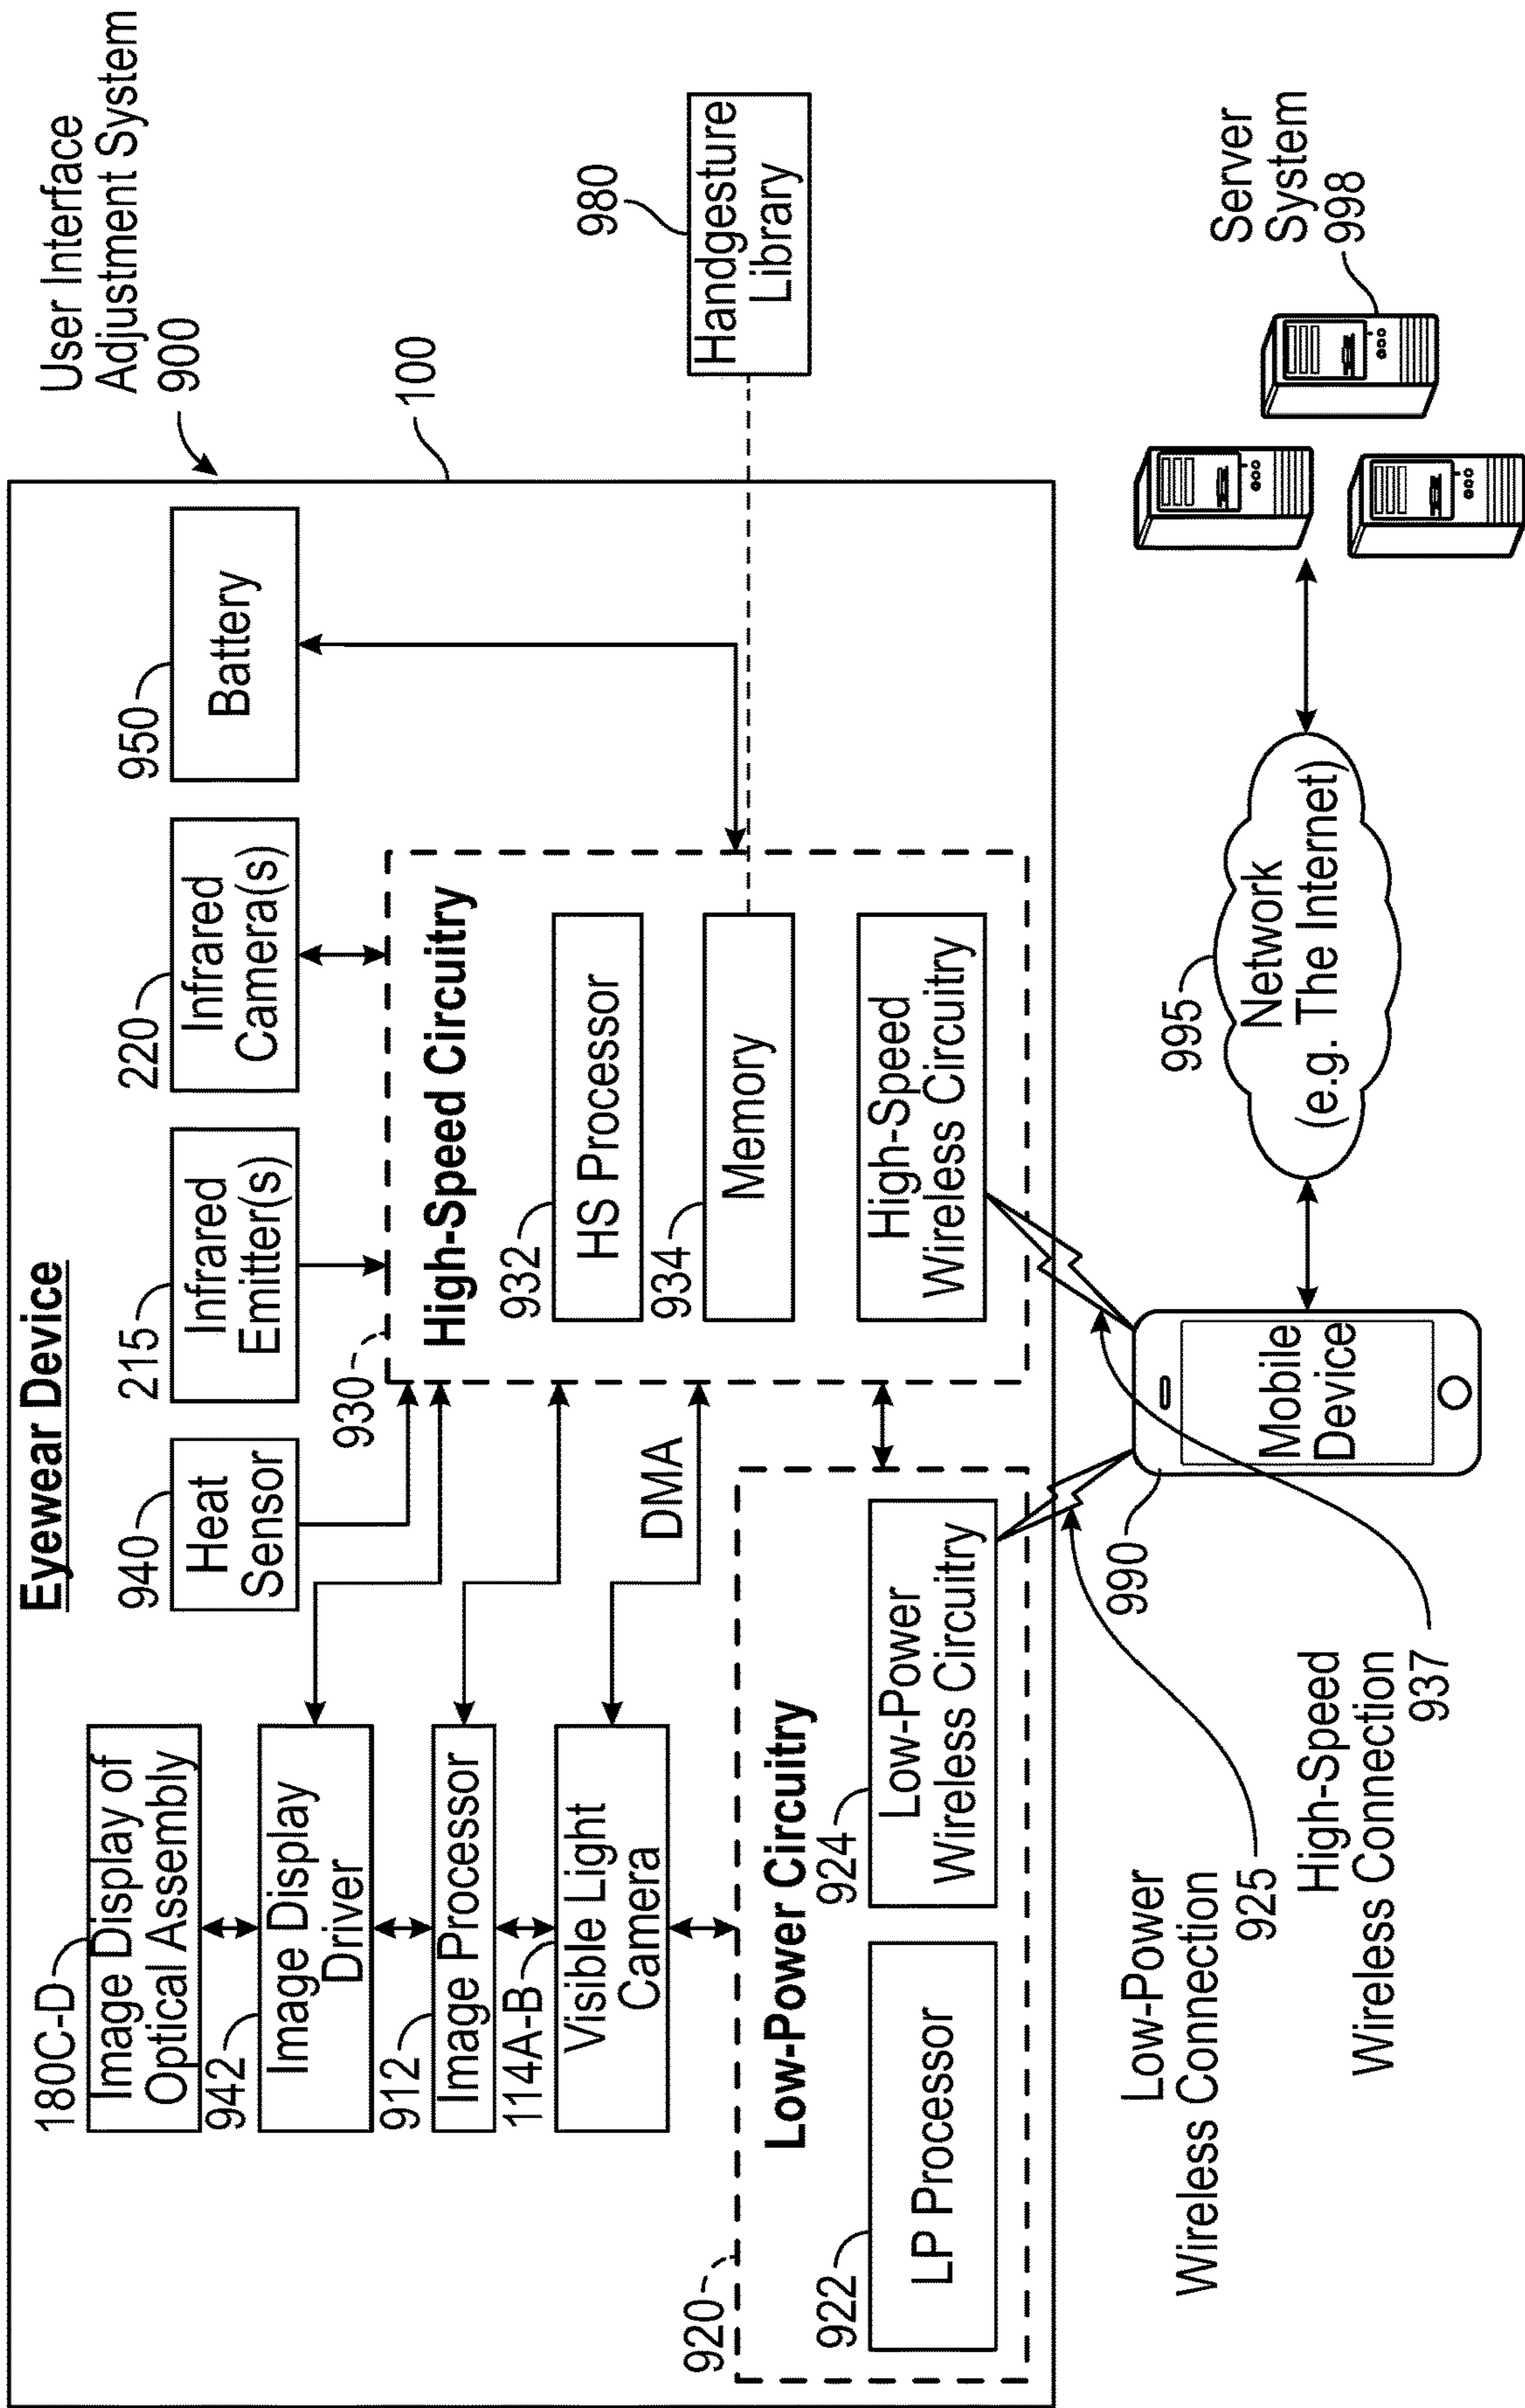 User Interface
Adjustment System
900
Eyewear Device
100
180C-D
Image Display of
Optical Assembly
942
Image Display
Driver
912
Image Processor
114A-B
Visible Light
Camera
940
Heat
Sensor
215
Infrared
Emitter(s)
220
Infrared
Camera(s)
950
Battery
930
High-Speed Circuitry
932
HS Processor
934
Memory
High-Speed
Wireless Circuitry
DMA
980
Handgesture
Library
920
Low-Power Circuitry
922
LP Processor
924
Low-Power
Wireless Circuitry
Low-Power
Wireless Connection
925
High-Speed
Wireless Connection
937
990
Mobile
Device
995
Network
(e.g. The Internet)
Server
System
998